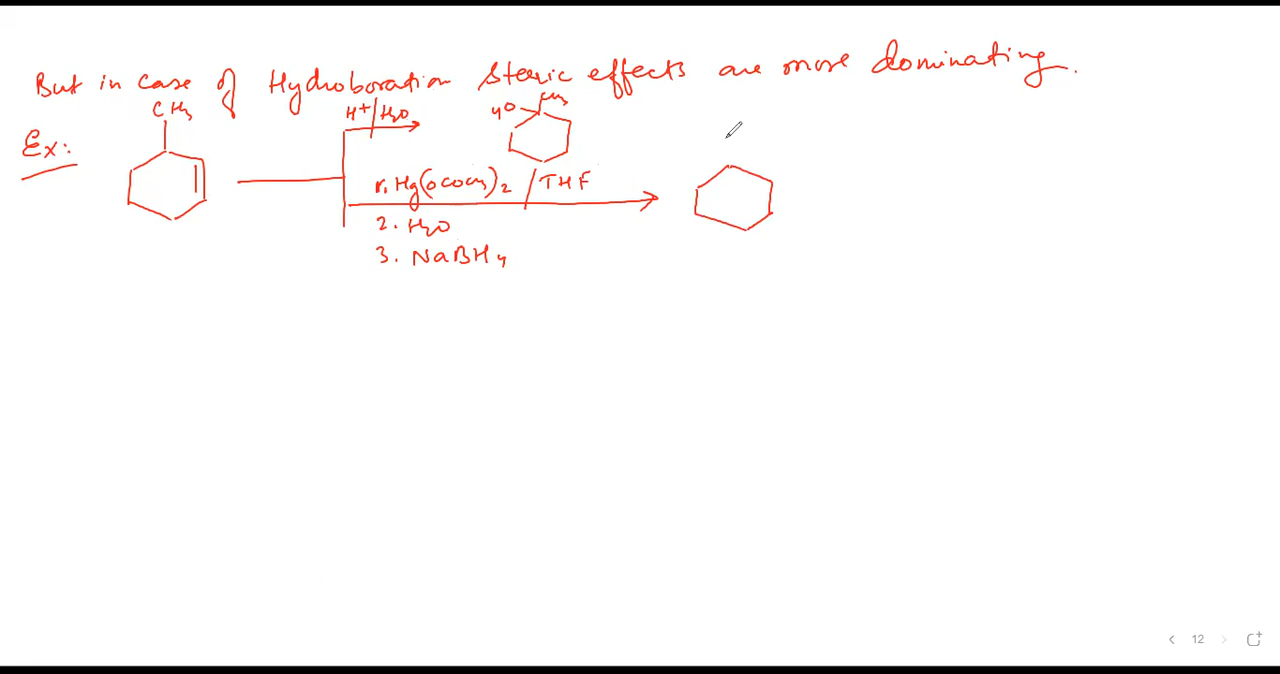 But in case of Hydroboration Steric effects are more dominating.
Ex:
CH3
H+/H2O
HO CH3
1. Hg(OCOCH3)2 / THF
2. H2O
3. NaBH4
< 12 >